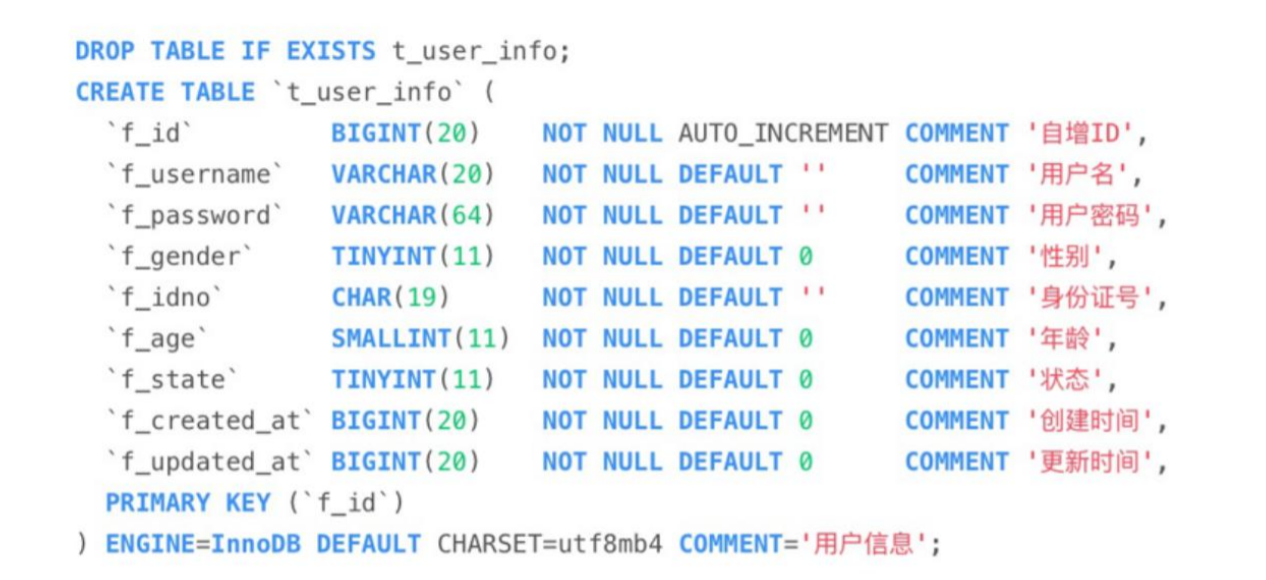 DROP TABLE IF EXISTS t_user_info;
CREATE TABLE `t_user_info` (
  `f_id`         BIGINT(20)    NOT NULL AUTO_INCREMENT COMMENT '自增ID',
  `f_username`   VARCHAR(20)   NOT NULL DEFAULT ''      COMMENT '用户名',
  `f_password`   VARCHAR(64)   NOT NULL DEFAULT ''      COMMENT '用户密码',
  `f_gender`     TINYINT(11)   NOT NULL DEFAULT 0       COMMENT '性别',
  `f_idno`       CHAR(19)      NOT NULL DEFAULT ''      COMMENT '身份证号',
  `f_age`        SMALLINT(11)  NOT NULL DEFAULT 0       COMMENT '年龄',
  `f_state`      TINYINT(11)   NOT NULL DEFAULT 0       COMMENT '状态',
  `f_created_at` BIGINT(20)    NOT NULL DEFAULT 0       COMMENT '创建时间',
  `f_updated_at` BIGINT(20)    NOT NULL DEFAULT 0       COMMENT '更新时间',
  PRIMARY KEY (`f_id`)
) ENGINE=InnoDB DEFAULT CHARSET=utf8mb4 COMMENT='用户信息';